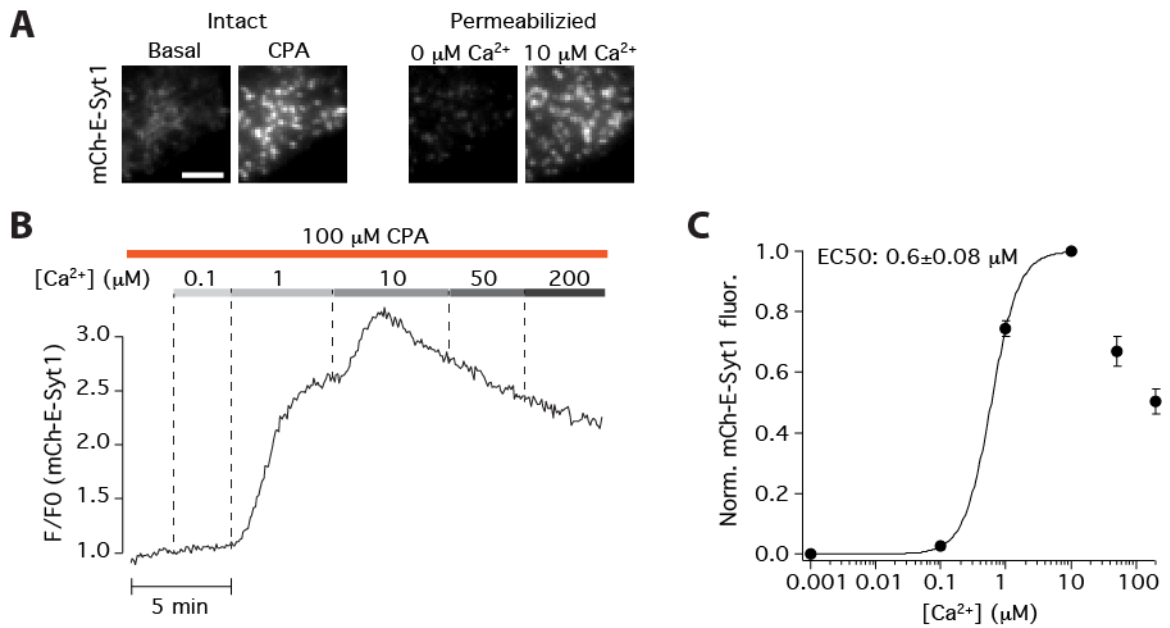 A
Intact
Permeabilizied
Basal
CPA
0 μM Ca²⁺
10 μM Ca²⁺
mCh-E-Syt1
B
100 μM CPA
[Ca²⁺] (μM)
0.1
1
10
50
200
F/F0 (mCh-E-Syt1)
3.0
2.5
2.0
1.5
1.0
5 min
C
EC50: 0.6±0.08 μM
Norm. mCh-E-Syt1 fluor.
1.0
0.8
0.6
0.4
0.2
0.0
0.001
0.01
0.1
1
10
100
[Ca²⁺] (μM)